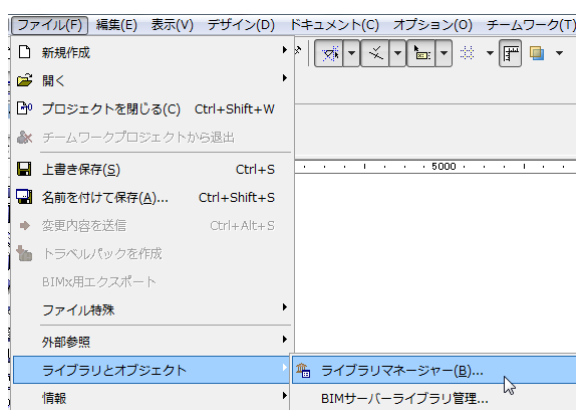 ファイル(F) 編集(E) 表示(V) デザイン(D) ドキュメント(C) オプション(O) チームワーク(T)
新規作成
開く
プロジェクトを閉じる(C) Ctrl+Shift+W
チームワークプロジェクトから退出
上書き保存(S) Ctrl+S
5000
名前を付けて保存(A)... Ctrl+Shift+S
変更内容を送信 Ctrl+Alt+S
トラベルパックを作成
BIMx用エクスポート
ファイル特殊
外部参照
ライブラリとオブジェクト
ライブラリマネージャー(B)...
情報
BIMサーバーライブラリ管理...